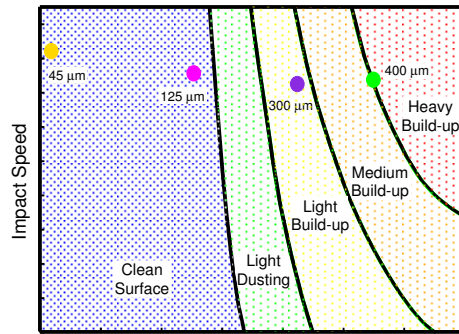 45 μm
125 μm
300 μm
400 μm
Heavy
Build-up
Medium
Build-up
Light
Build-up
Light
Dusting
Clean
Surface
Impact Speed